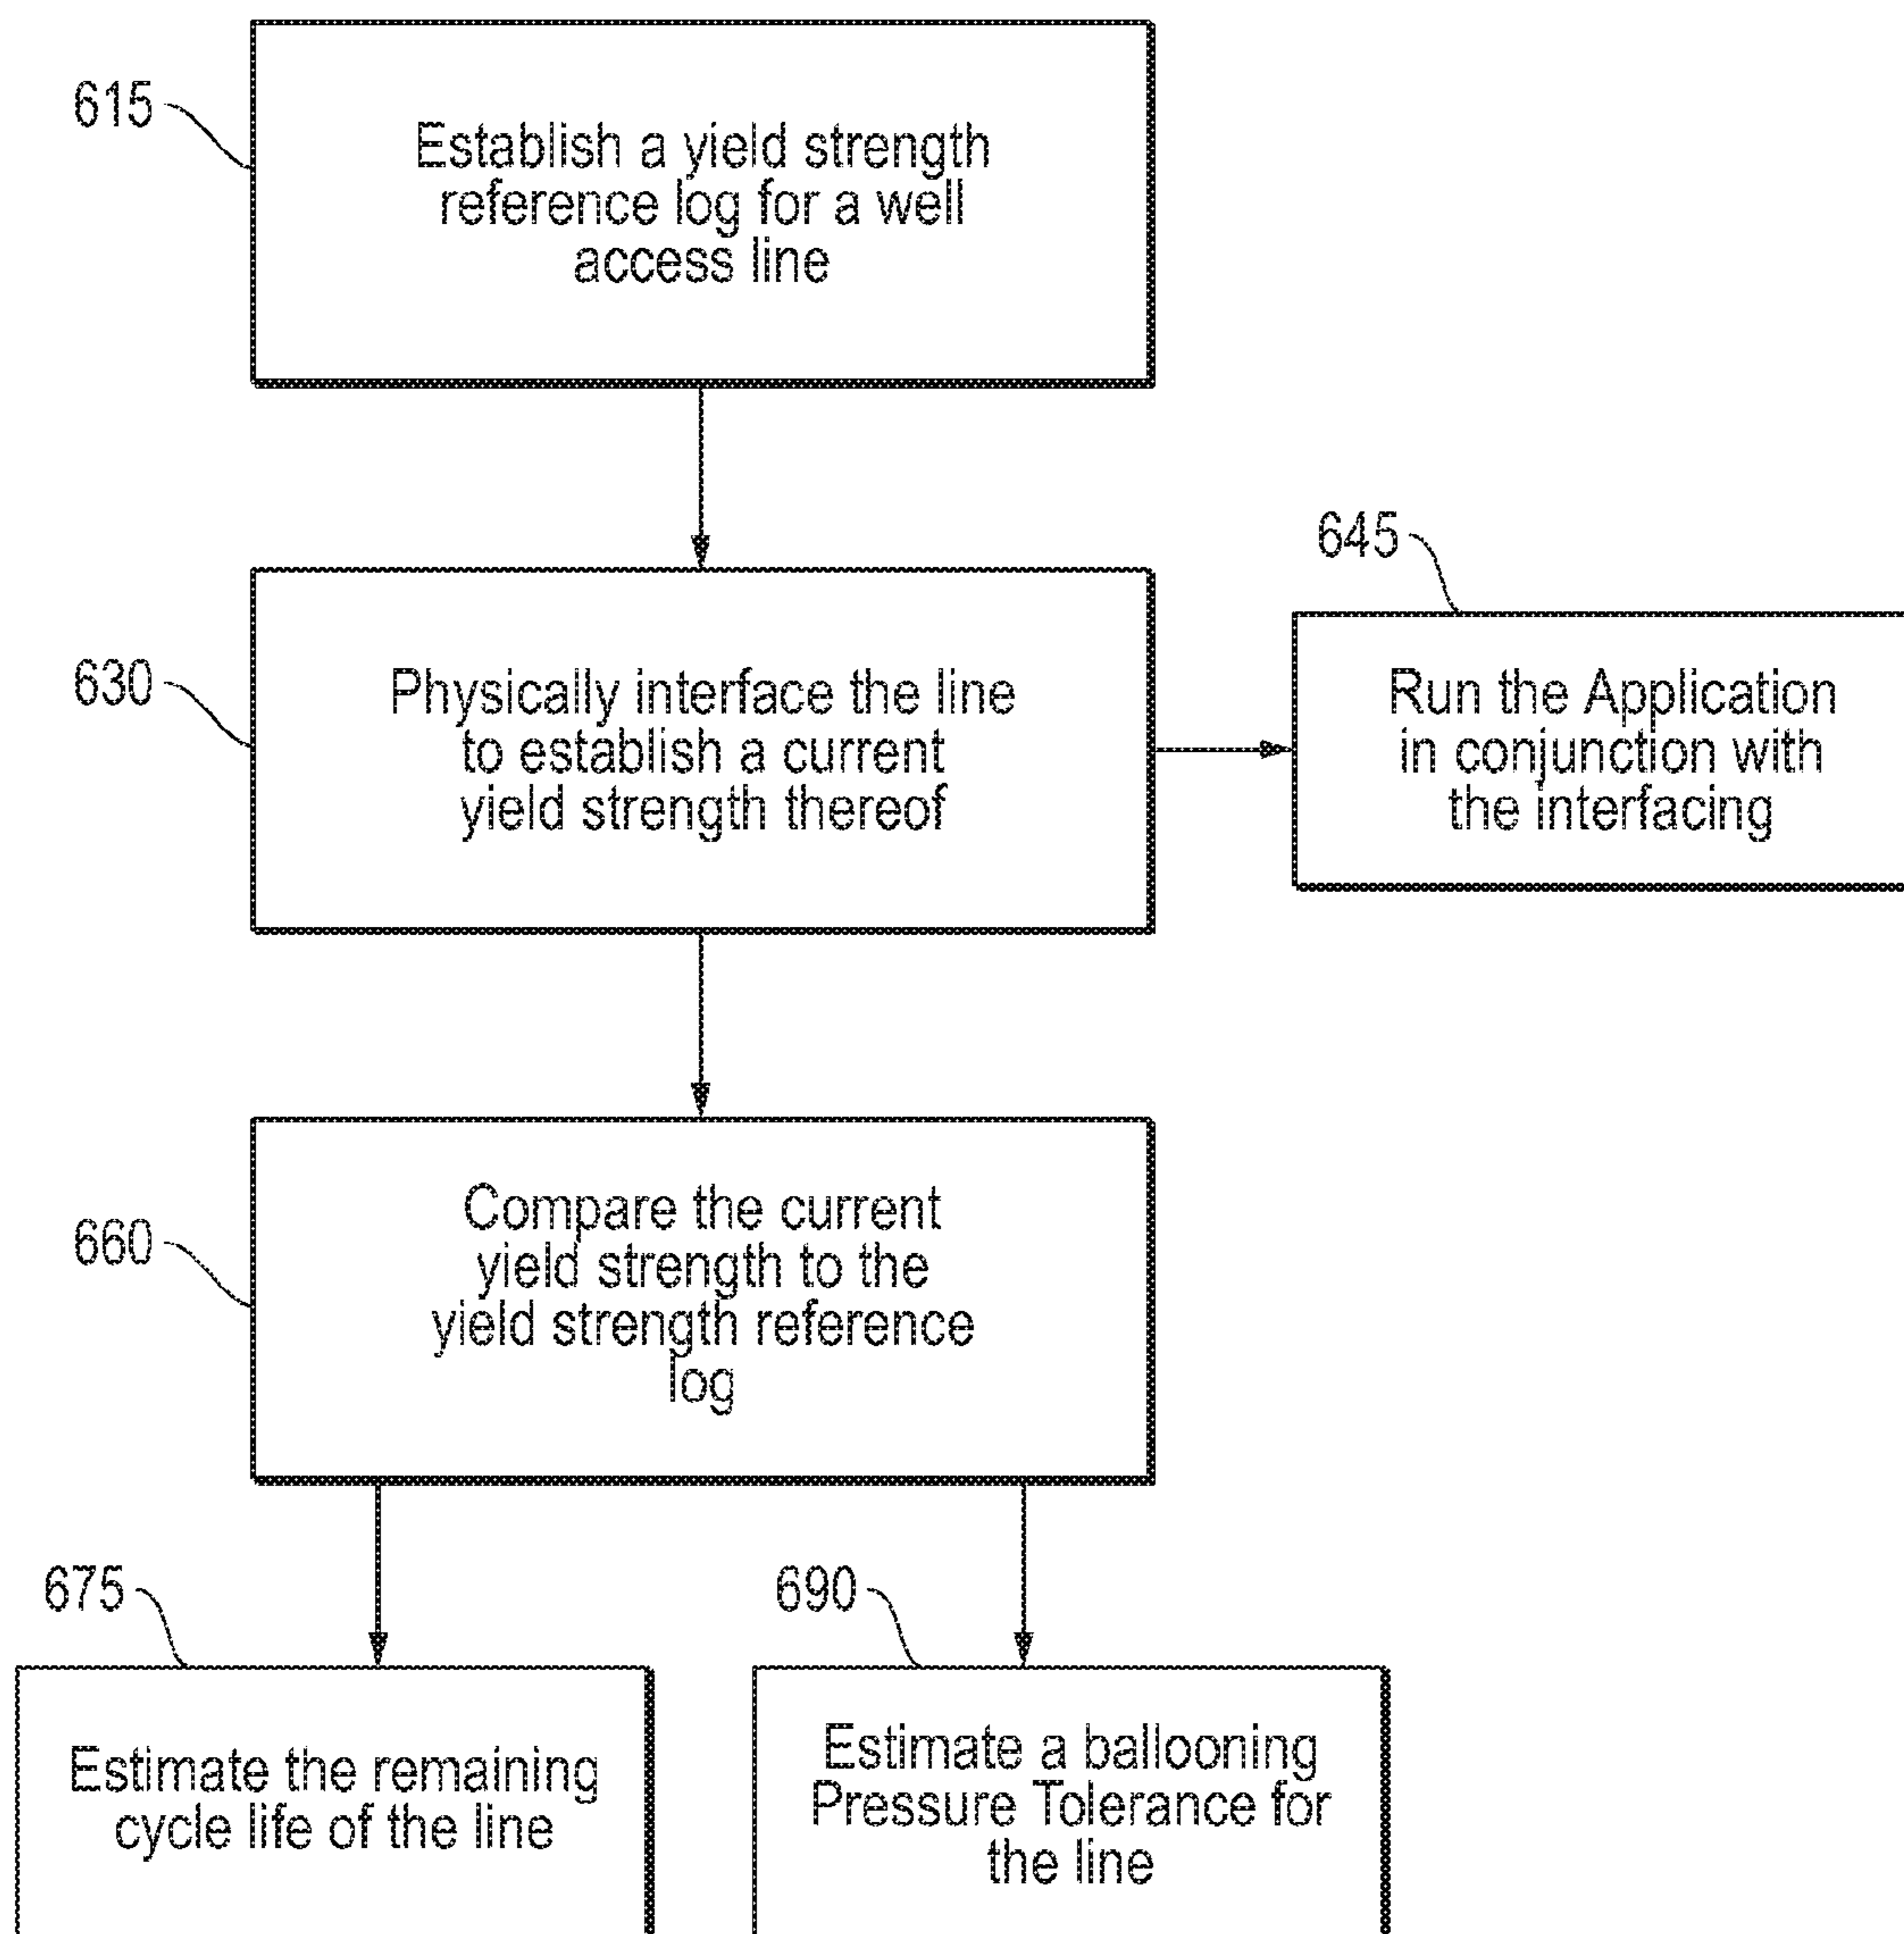 615
Establish a yield strength
reference log for a well
access line
630
Physically interface the line
to establish a current
yield strength thereof
645
Run the Application
in conjunction with
the interfacing
660
Compare the current
yield strength to the
yield strength reference
log
675
Estimate the remaining
cycle life of the line
690
Estimate a ballooning
Pressure Tolerance for
the line